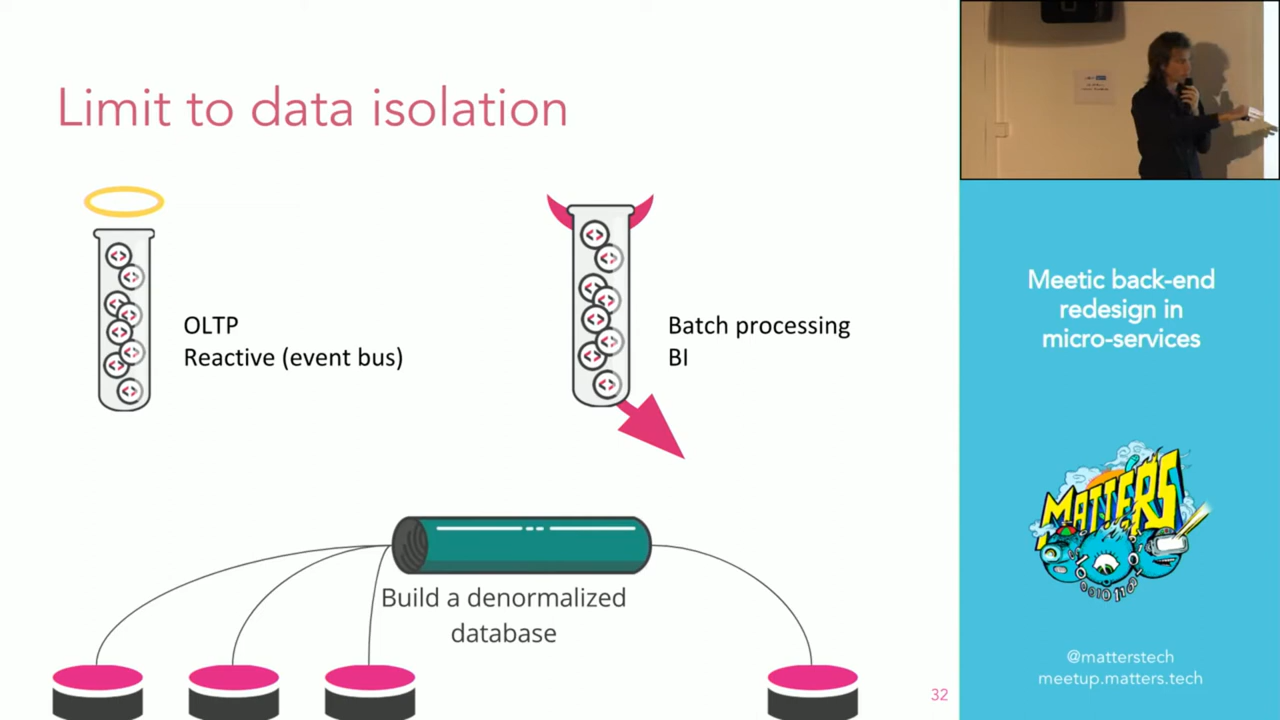 Limit to data isolation
OLTP
Reactive (event bus)
Batch processing
BI
Build a denormalized
database
32
Meetic back-end
redesign in
micro-services
MATTERS
@matterstech
meetup.matters.tech